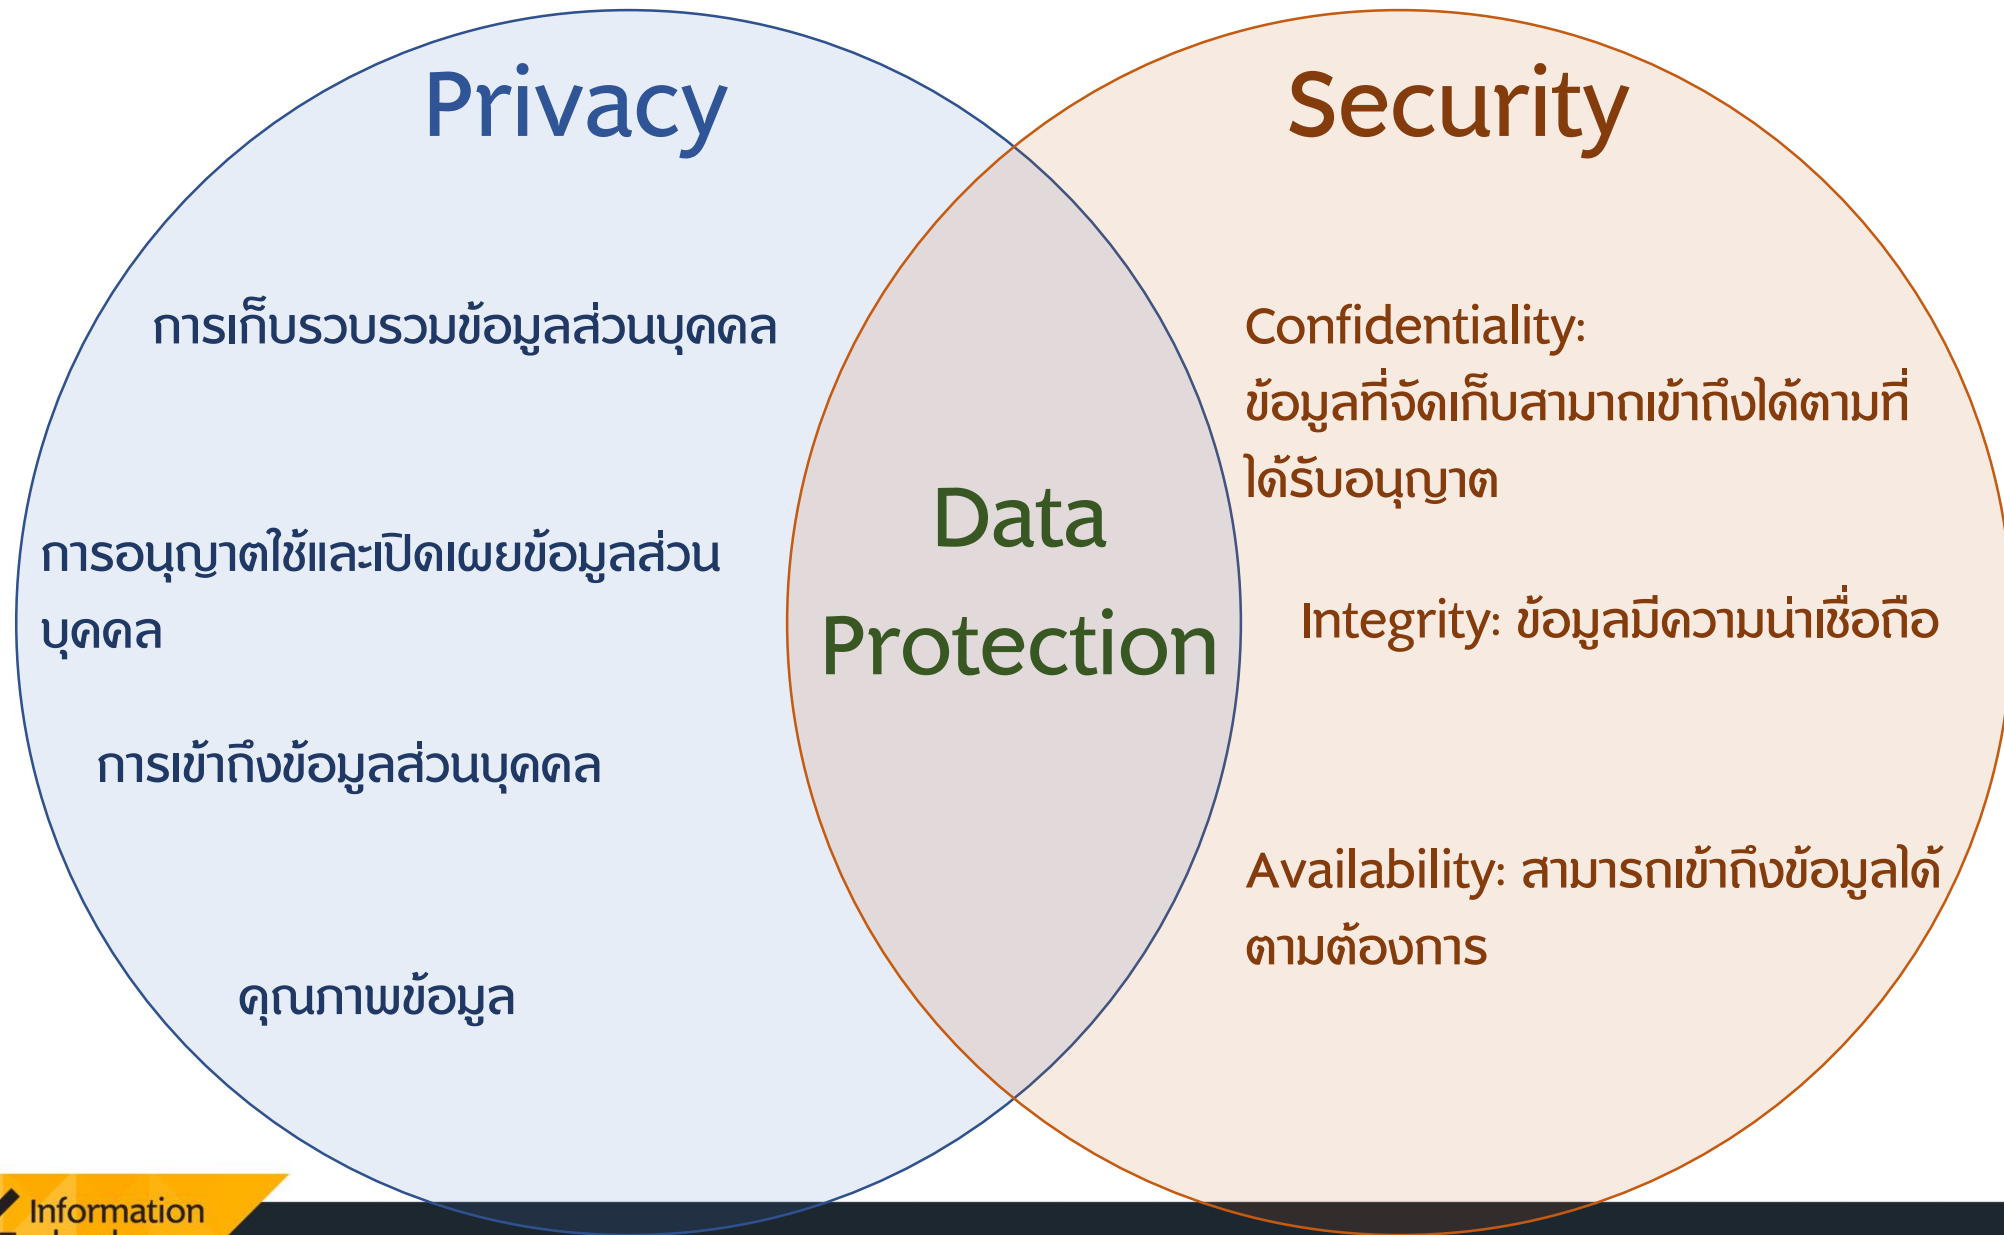 Privacy
การเก็บรวบรวมข้อมูลส่วนบุคคล
การอนุญาตใช้และเปิดเผยข้อมูลส่วน
บุคคล
การเข้าถึงข้อมูลส่วนบุคคล
คุณภาพข้อมูล
Data
Protection
Security
Confidentiality:
ข้อมูลที่จัดเก็บสามาถเข้าถึงได้ตามที่
ได้รับอนุญาต
Integrity: ข้อมูลมีความน่าเชื่อถือ
Availability: สามารถเข้าถึงข้อมูลได้
ตามต้องการ
Information